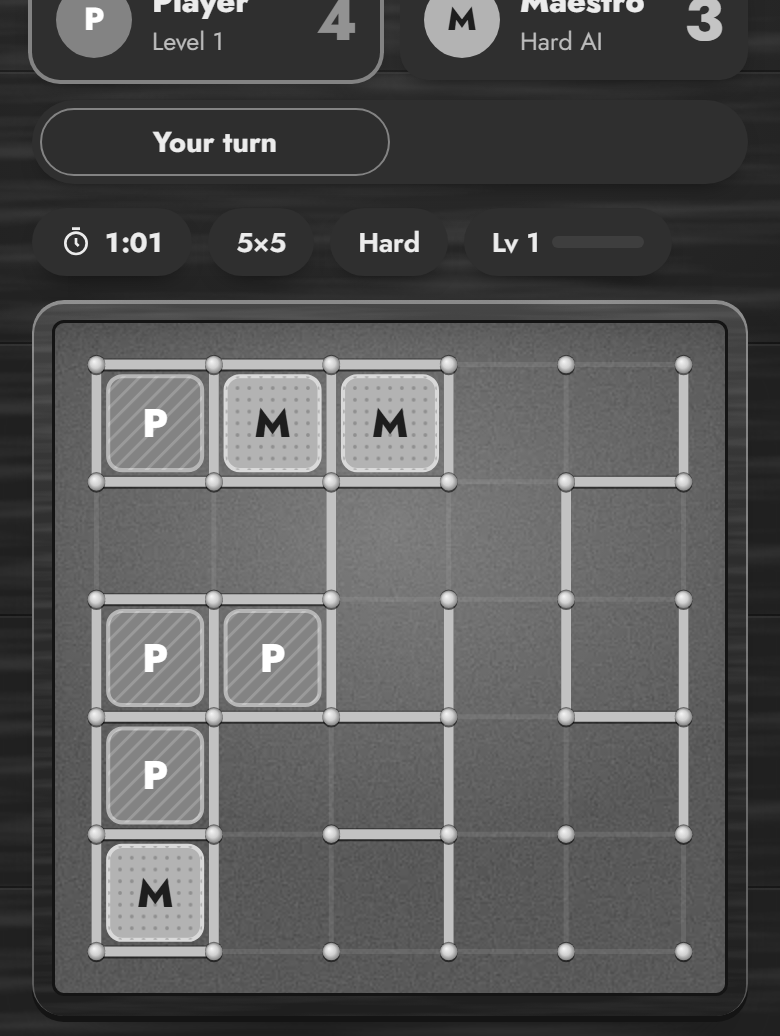 P Player 4
Level 1
M Maestro 3
Hard AI
Your turn
1:01 5×5 Hard Lv 1
P M M
P P
P
M